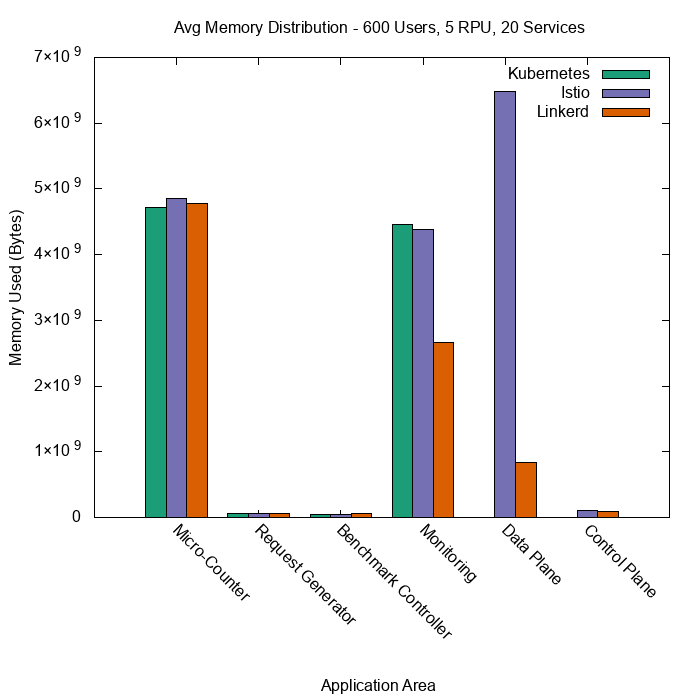 Avg Memory Distribution - 600 Users, 5 RPU, 20 Services
Kubernetes
Istio
Linkerd
Memory Used (Bytes)
7×10^9
6×10^9
5×10^9
4×10^9
3×10^9
2×10^9
1×10^9
0
Micro-Counter
Request Generator
Benchmark Controller
Monitoring
Data Plane
Control Plane
Application Area